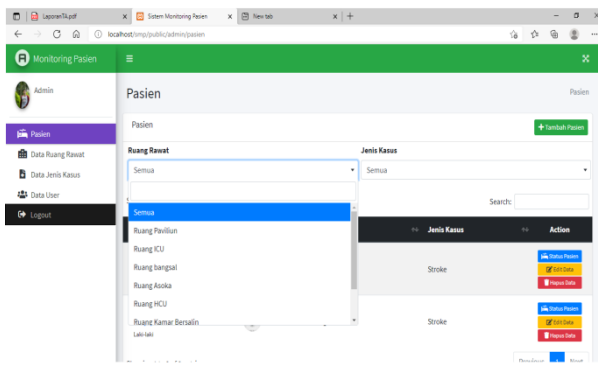 LaporanTA.pdf
Sistem Monitoring Pasien
New tab
localhost/smp/public/admin/pasien
Monitoring Pasien
Admin
Pasien
Data Ruang Rawat
Data Jenis Kasus
Data User
Logout
Pasien
Pasien
Pasien
Tambah Pasien
Ruang Rawat
Jenis Kasus
Semua
Semua
Search:
Semua
Ruang Paviliun
Ruang ICU
Ruang bangsal
Ruang Asoka
Ruang HCU
Ruang Kamar Bersalin
Jenis Kasus
Action
Stroke
Status Pasien
Edit Data
Hapus Data
Laki-laki
Stroke
Status Pasien
Edit Data
Hapus Data
Previous
Next